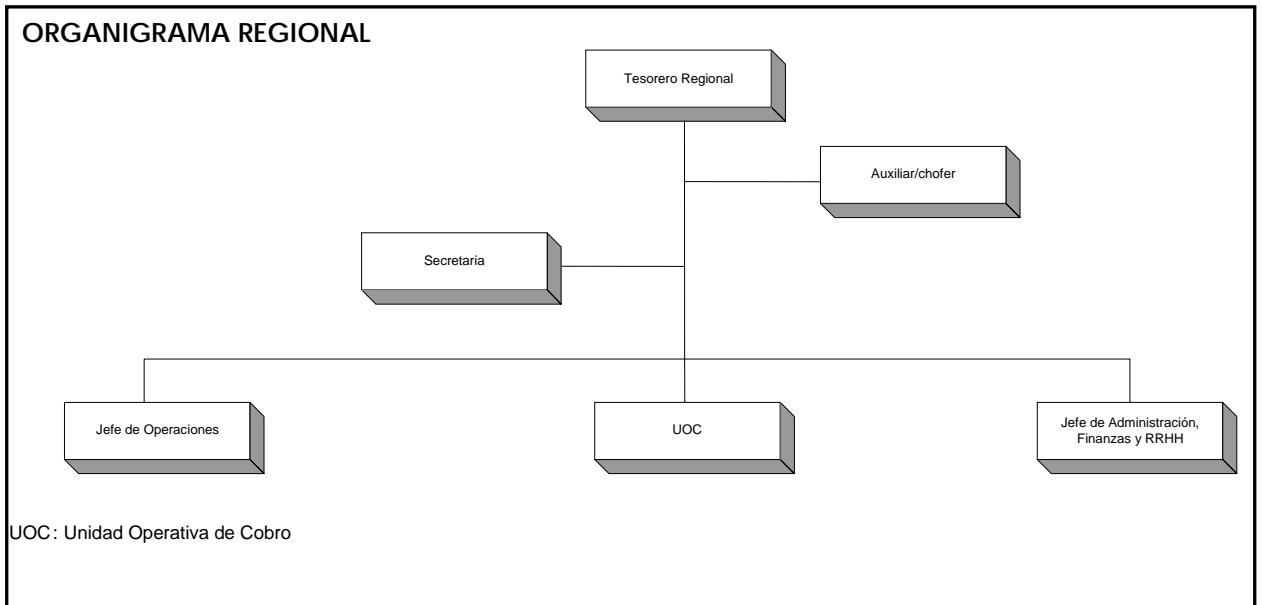 ORGANIGRAMA REGIONAL
Tesorero Regional
Auxiliar/chofer
Secretaria
Jefe de Operaciones
UOC
Jefe de Administración,
Finanzas y RRHH
UOC: Unidad Operativa de Cobro